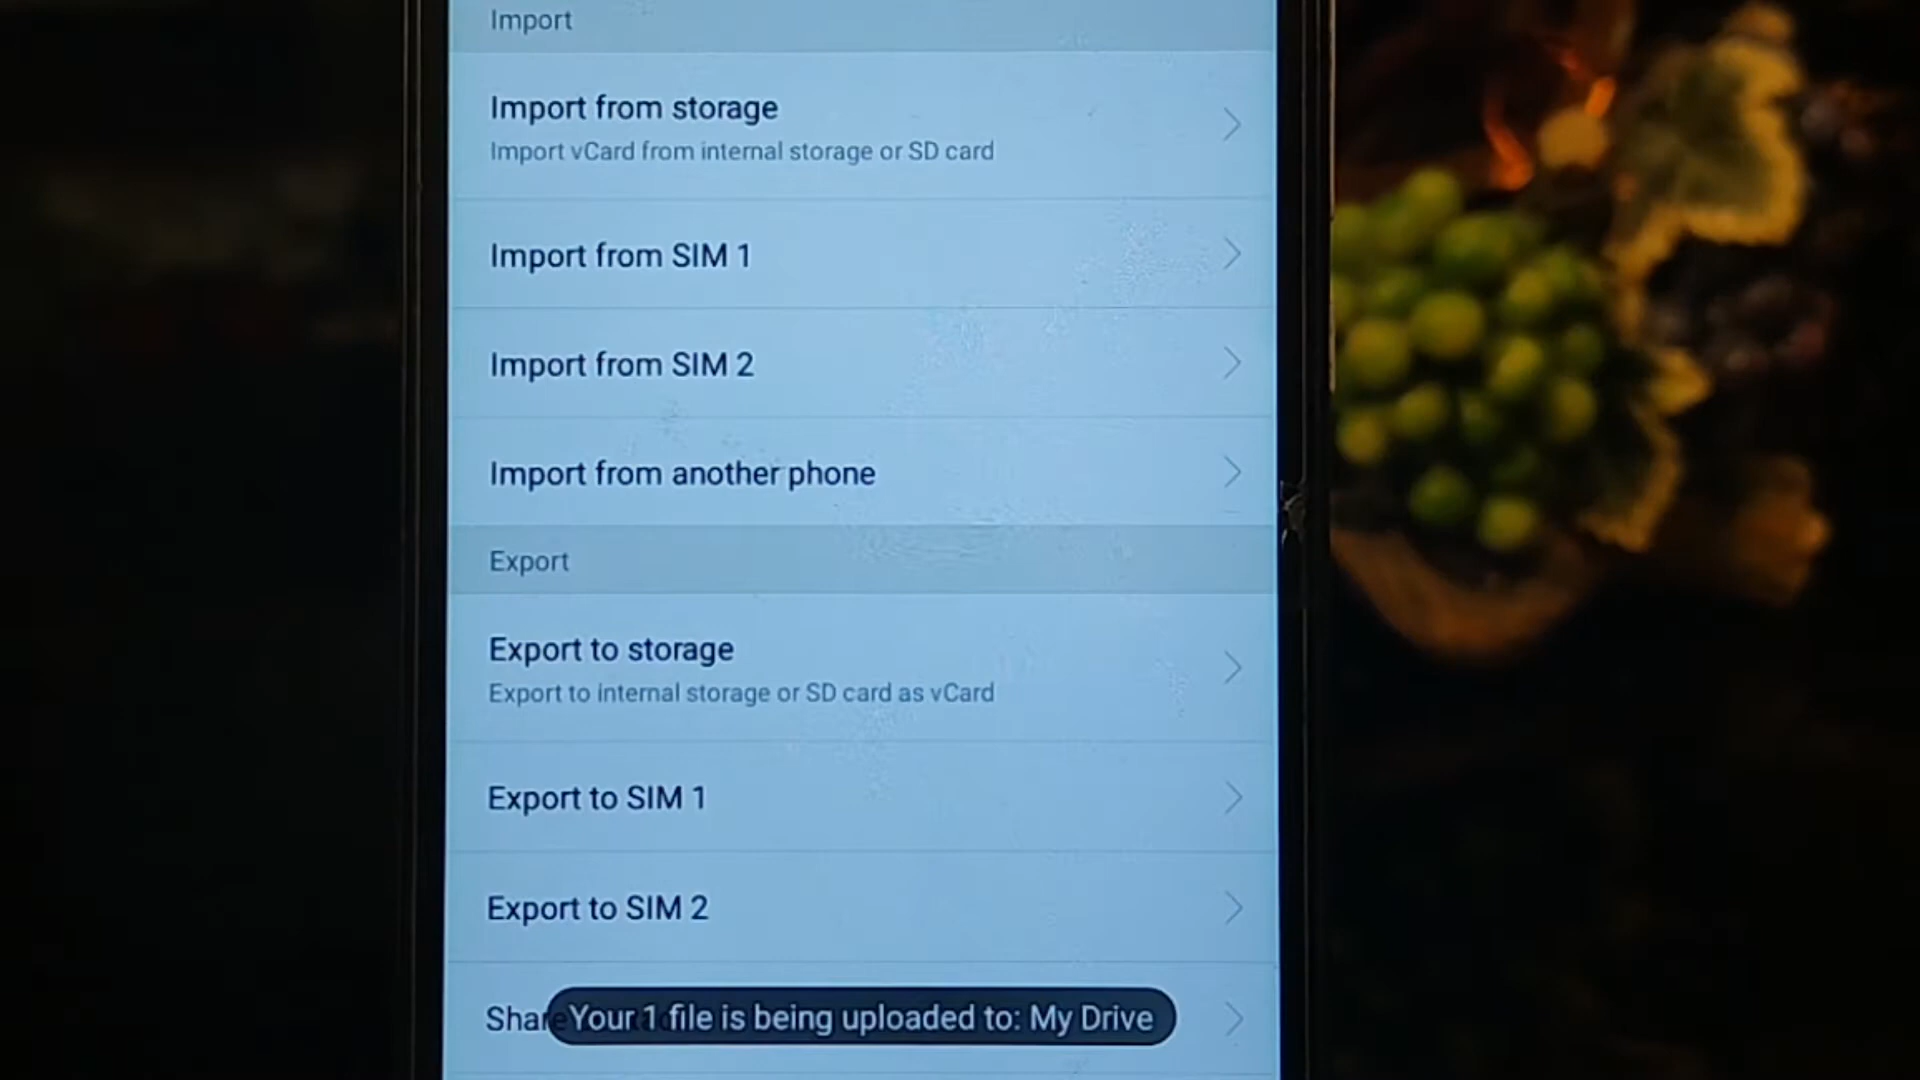 Import
Import from storage
Import vCard from internal storage or SD card
Import from SIM 1
Import from SIM 2
Import from another phone
Export
Export to storage
Export to internal storage or SD card as vCard
Export to SIM 1
Export to SIM 2
Share
Your 1 file is being uploaded to: My Drive